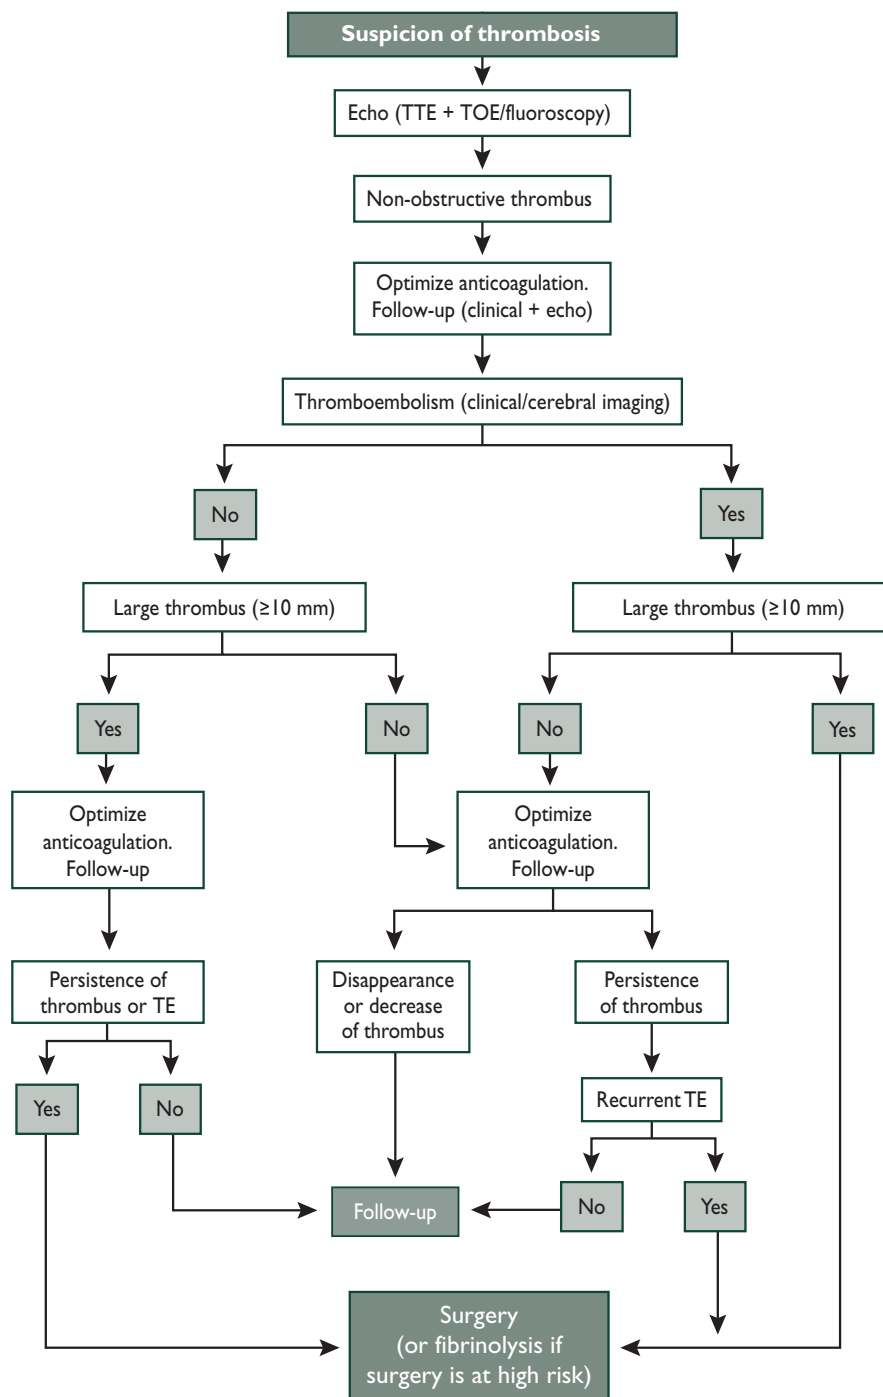 Suspicion of thrombosis
Echo (TTE + TOE/fluoroscopy)
Non-obstructive thrombus
Optimize anticoagulation.
Follow-up (clinical + echo)
Thromboembolism (clinical/cerebral imaging)
No
Yes
Large thrombus (≥10 mm)
Large thrombus (≥10 mm)
Yes
No
No
Yes
Optimize
anticoagulation.
Follow-up
Optimize
anticoagulation.
Follow-up
Persistence of
thrombus or TE
Disappearance
or decrease
of thrombus
Persistence
of thrombus
Yes
No
Recurrent TE
Follow-up
No
Yes
Surgery
(or fibrinolysis if
surgery is at high risk)